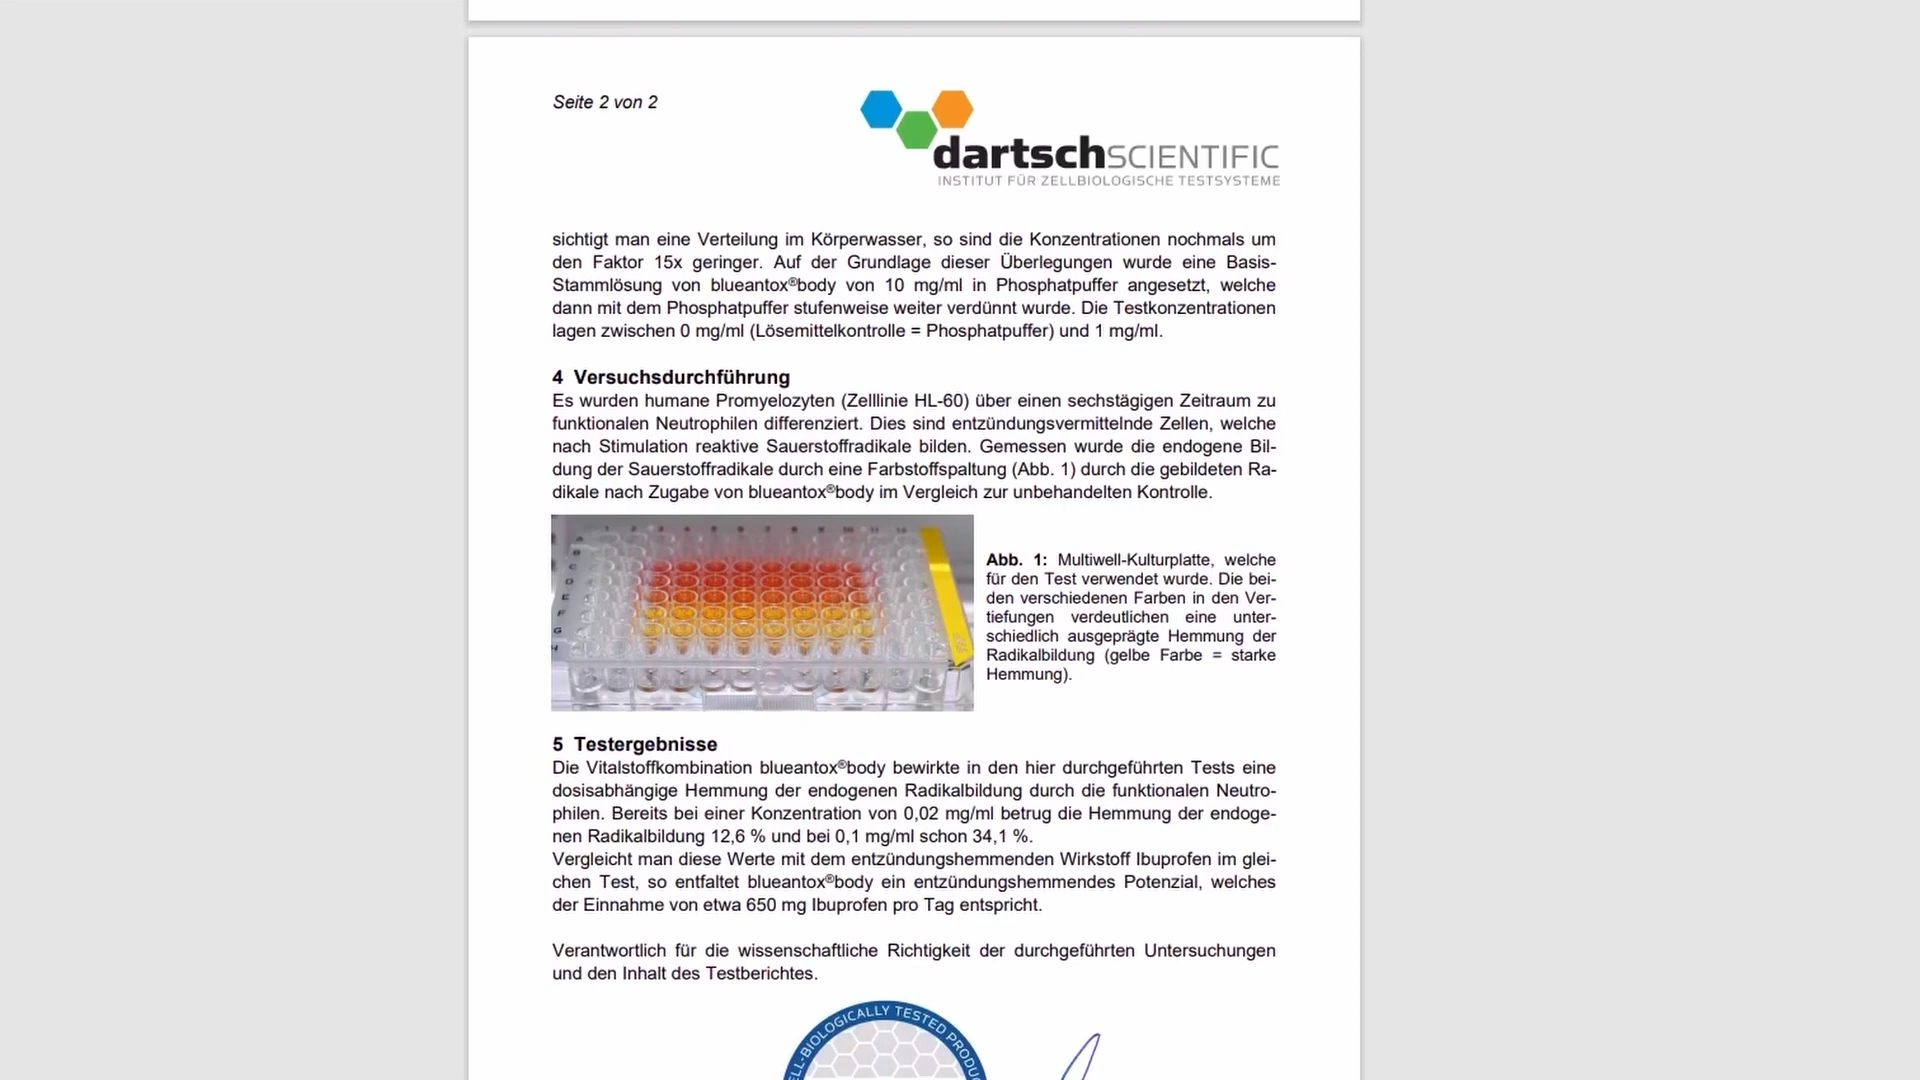 Seite 2 von 2
dartschSCIENTIFIC
INSTITUT FÜR ZELLBIOLOGISCHE TESTSYSTEME
sichtigt man eine Verteilung im Körperwasser, so sind die Konzentrationen nochmals um
den Faktor 15x geringer. Auf der Grundlage dieser Überlegungen wurde eine Basis-
Stammlösung von blueantox®body von 10 mg/ml in Phosphatpuffer angesetzt, welche
dann mit dem Phosphatpuffer stufenweise weiter verdünnt wurde. Die Testkonzentrationen
lagen zwischen 0 mg/ml (Lösemittelkontrolle = Phosphatpuffer) und 1 mg/ml.
4 Versuchsdurchführung
Es wurden humane Promyelozyten (Zelllinie HL-60) über einen sechstägigen Zeitraum zu
funktionalen Neutrophilen differenziert. Dies sind entzündungsvermittelnde Zellen, welche
nach Stimulation reaktive Sauerstoffradikale bilden. Gemessen wurde die endogene Bil-
dung der Sauerstoffradikale durch eine Farbstoffspaltung (Abb. 1) durch die gebildeten Ra-
dikale nach Zugabe von blueantox®body im Vergleich zur unbehandelten Kontrolle.
Abb. 1: Multiwell-Kulturplatte, welche
für den Test verwendet wurde. Die bei-
den verschiedenen Farben in den Ver-
tiefungen verdeutlichen eine unter-
schiedlich ausgeprägte Hemmung der
Radikalbildung (gelbe Farbe = starke
Hemmung).
5 Testergebnisse
Die Vitalstoffkombination blueantox®body bewirkte in den hier durchgeführten Tests eine
dosisabhängige Hemmung der endogenen Radikalbildung durch die funktionalen Neutro-
philen. Bereits bei einer Konzentration von 0,02 mg/ml betrug die Hemmung der endoge-
nen Radikalbildung 12,6 % und bei 0,1 mg/ml schon 34,1 %.
Vergleicht man diese Werte mit dem entzündungshemmenden Wirkstoff Ibuprofen im glei-
chen Test, so entfaltet blueantox®body ein entzündungshemmendes Potenzial, welches
der Einnahme von etwa 650 mg Ibuprofen pro Tag entspricht.
Verantwortlich für die wissenschaftliche Richtigkeit der durchgeführten Untersuchungen
und den Inhalt des Testberichtes.
ELL-BIOLOGICALLY TESTED PRODUC